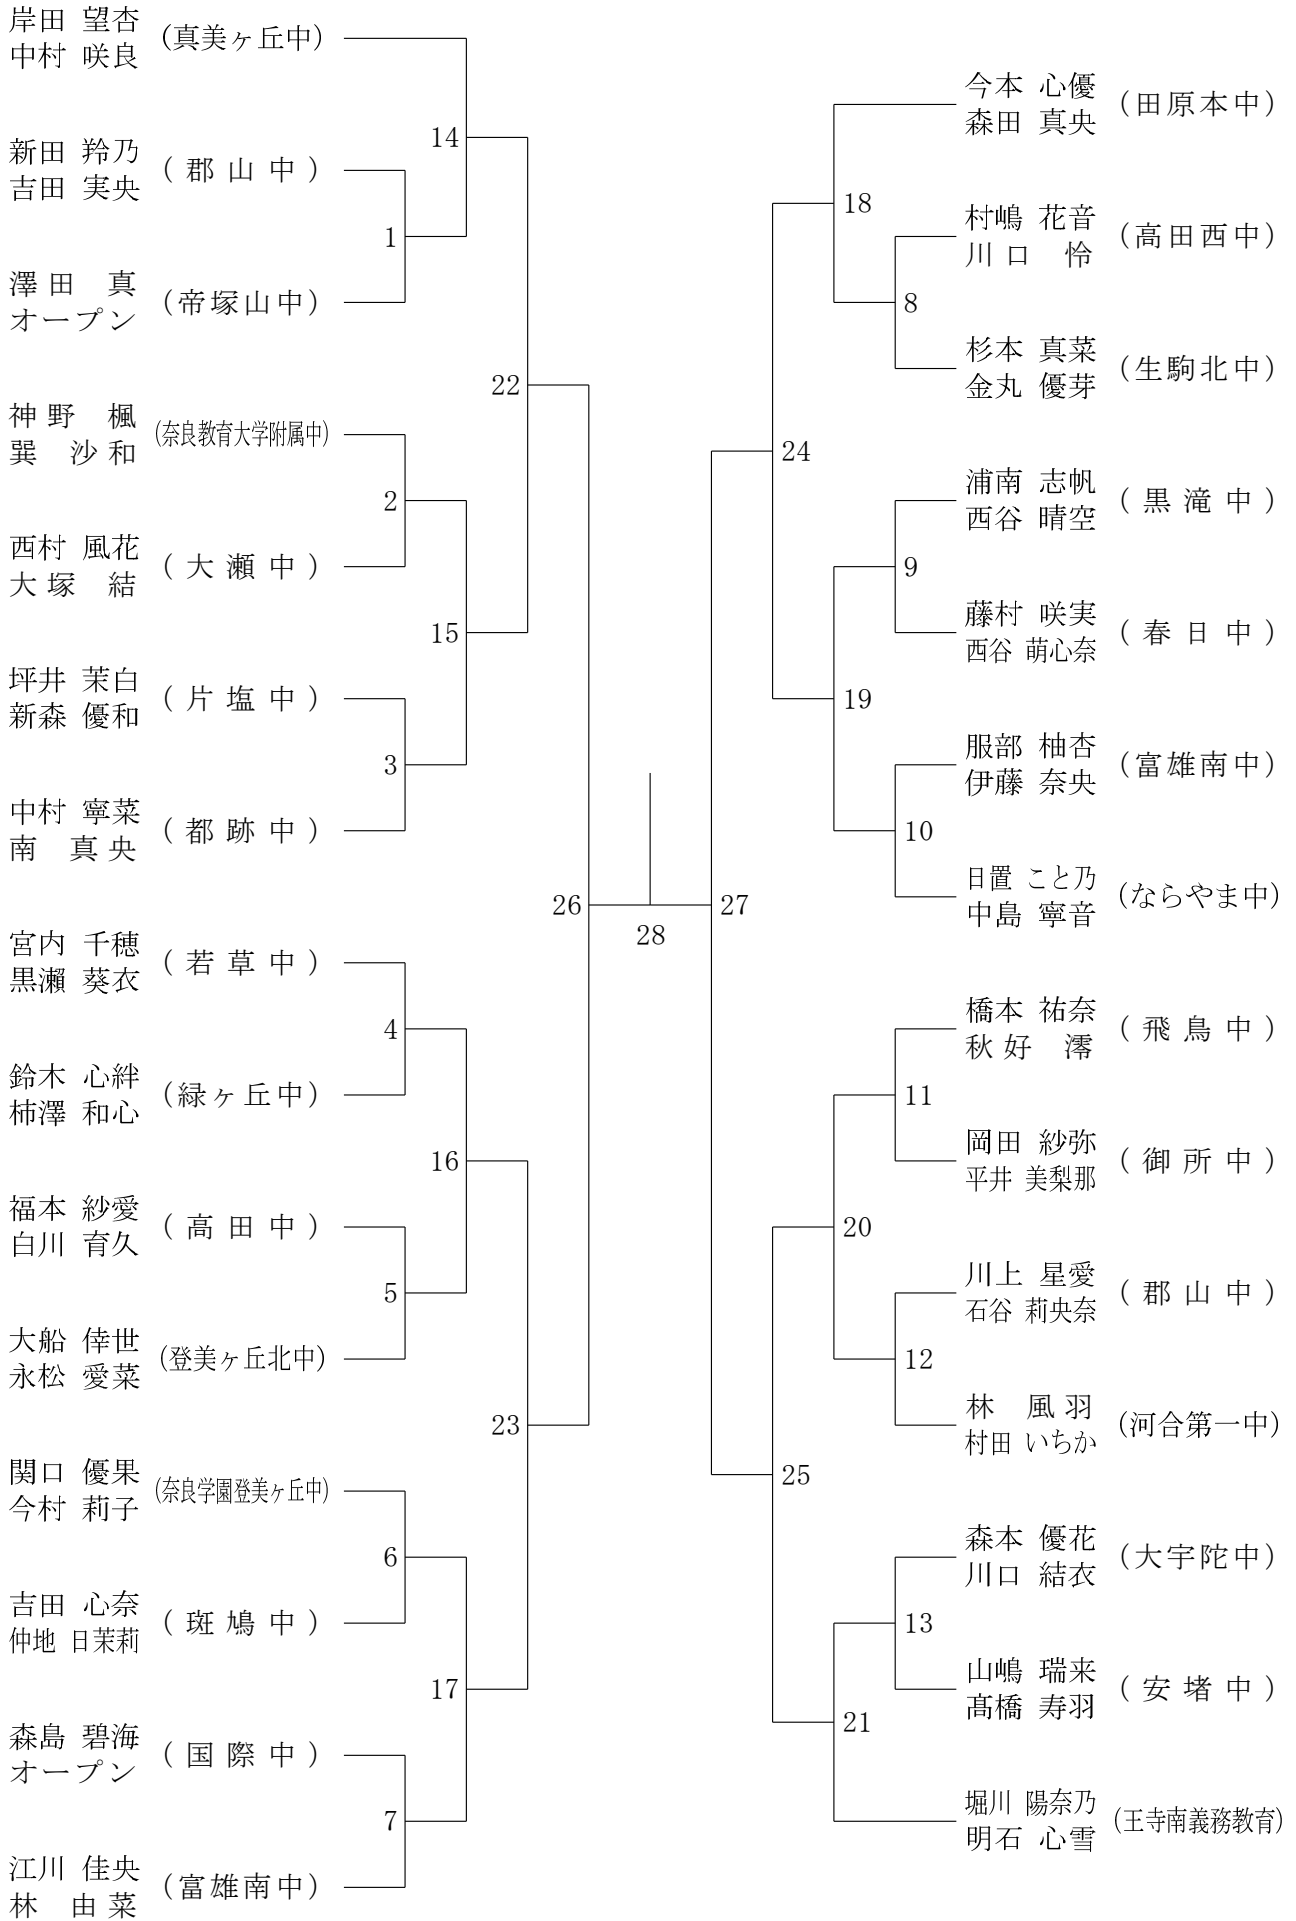 岸田 望杏
中村 咲良
(真美ヶ丘中)
新田 羚乃
吉田 実央
(郡山中)
澤田 真
オープン
(帝塚山中)
神野 楓
巽 沙和
(奈良教育大学附属中)
西村 風花
大塚 結
(大瀬中)
坪井 茉白
新森 優和
(片塩中)
中村 寧菜
南 真央
(都跡中)
宮内 千穂
黒瀬 葵衣
(若草中)
鈴木 心絆
柿澤 和心
(緑ヶ丘中)
福本 紗愛
白川 育久
(高田中)
大船 倖世
永松 愛菜
(登美ヶ丘北中)
関口 優果
今村 莉子
(奈良学園登美ヶ丘中)
吉田 心奈
仲地 日茉莉
(斑鳩中)
森島 碧海
オープン
(国際中)
江川 佳央
林 由菜
(富雄南中)
1
2
3
4
5
6
7
14
15
16
17
22
23
26
28
27
24
25
18
19
20
21
8
9
10
11
12
13
今本 心優
森田 真央
(田原本中)
村嶋 花音
川口 怜
(高田西中)
杉本 真菜
金丸 優芽
(生駒北中)
浦南 志帆
西谷 晴空
(黒滝中)
藤村 咲実
西谷 萌心奈
(春日中)
服部 柚杏
伊藤 奈央
(富雄南中)
日置 こと乃
中島 寧音
(ならやま中)
橋本 祐奈
秋好 澪
(飛鳥中)
岡田 紗弥
平井 美梨那
(御所中)
川上 星愛
石谷 莉央奈
(郡山中)
林 風羽
村田 いちか
(河合第一中)
森本 優花
川口 結衣
(大宇陀中)
山嶋 瑞来
髙橋 寿羽
(安堵中)
堀川 陽奈乃
明石 心雪
(王寺南義務教育)